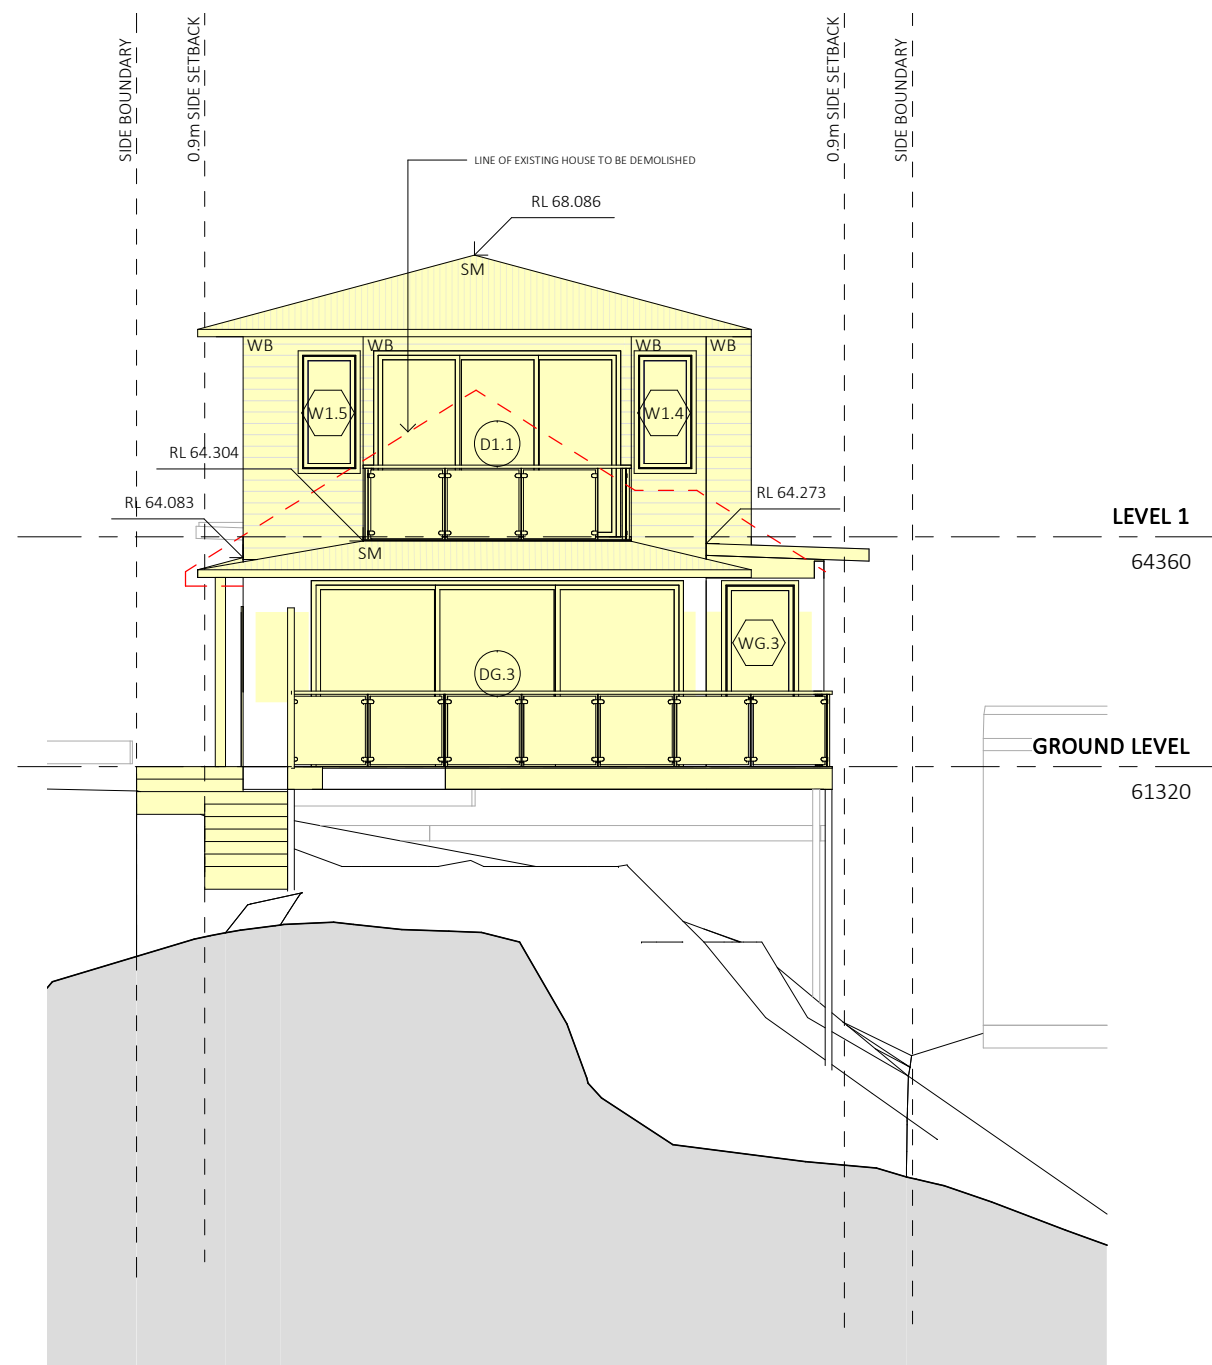 SIDE BOUNDARY
0.9m SIDE SETBACK
0.9m SIDE SETBACK
SIDE BOUNDARY
LINE OF EXISTING HOUSE TO BE DEMOLISHED
RL 68.086
SM
WB
WB
WB
WB
W1.5
W1.4
D1.1
RL 64.304
RL 64.083
RL 64.273
LEVEL 1
64360
SM
WG.3
DG.3
GROUND LEVEL
61320